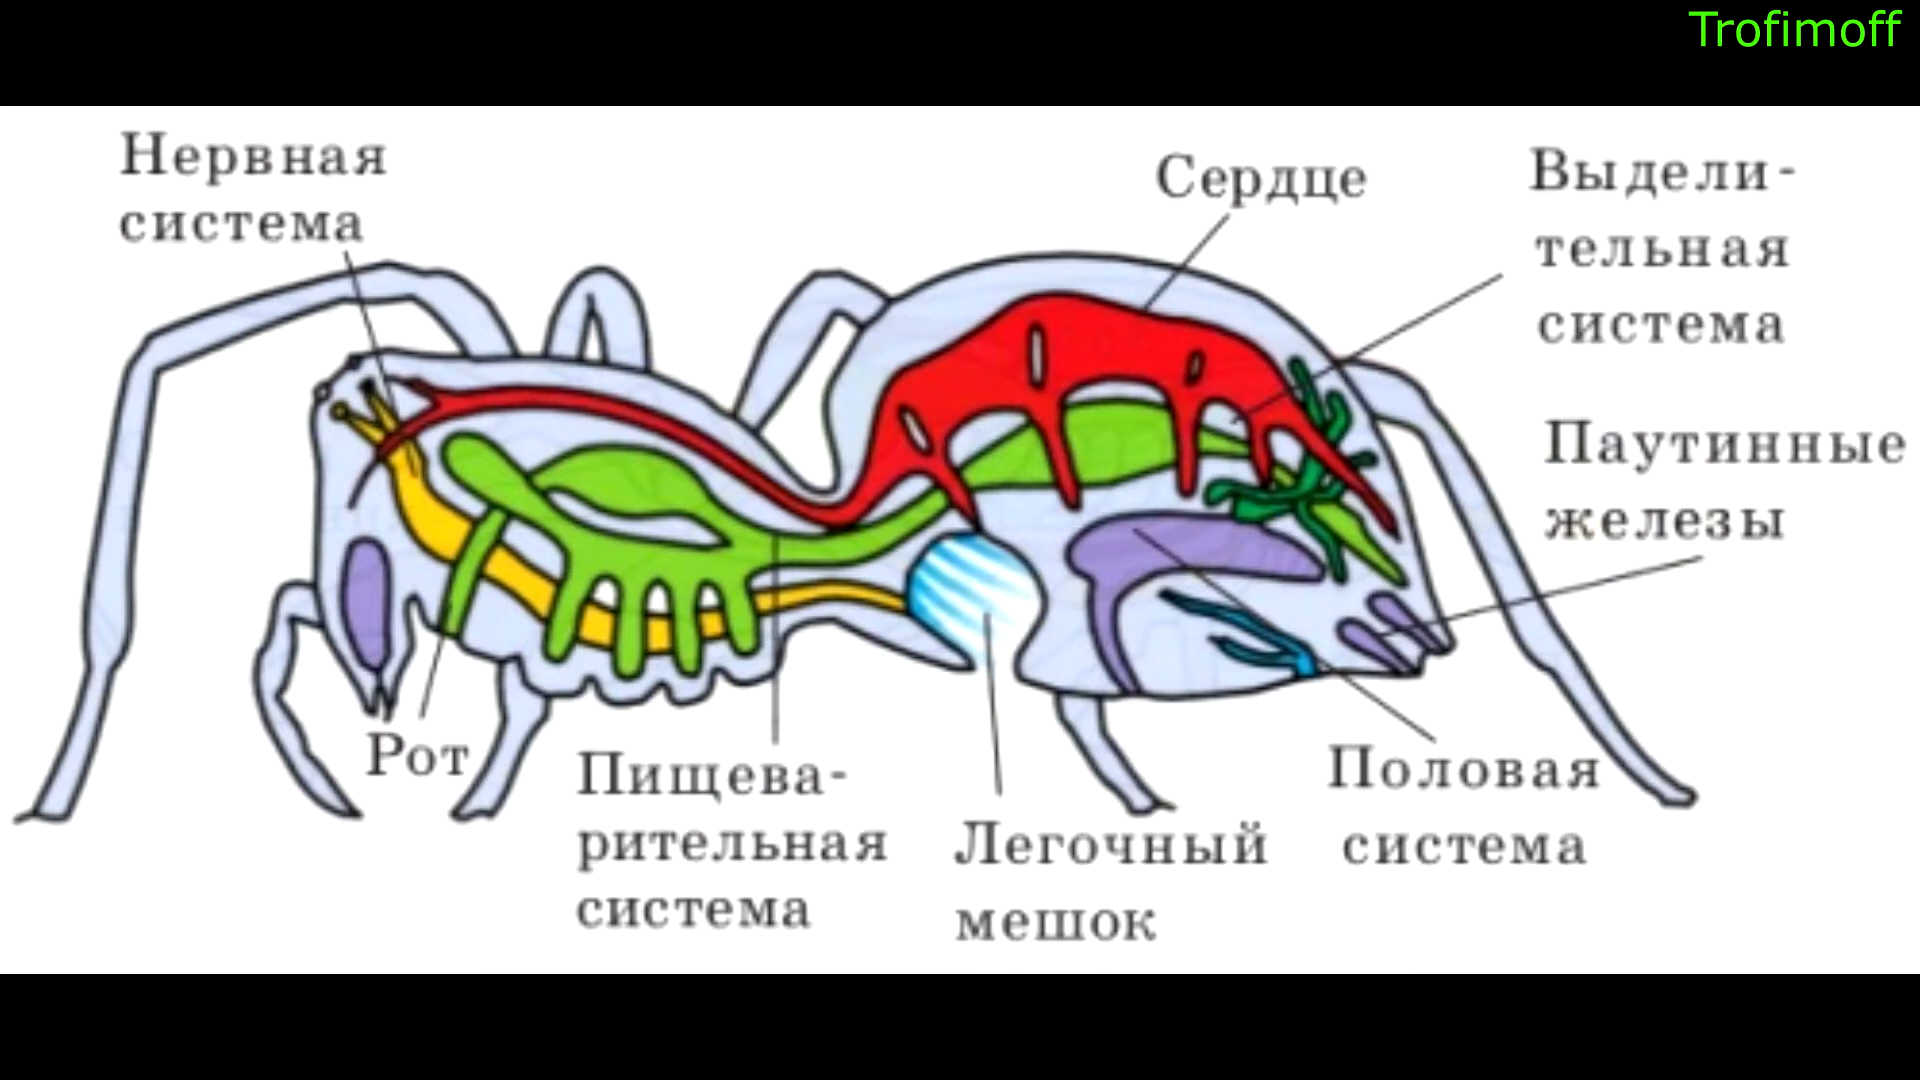 Trofimoff
Нервная
система
Сердце
Выдели-
тельная
система
Паутинные
железы
Рот
Пищева-
рительная
система
Легочный
мешок
Половая
система